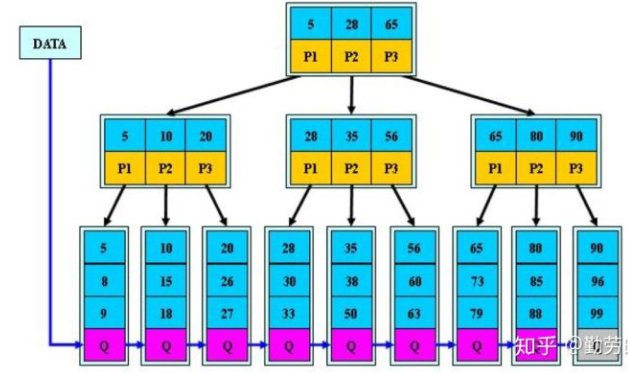 5 28 65
DATA
P1 P2 P3
5 10 20 28 35 56 65 80 90
P1 P2 P3 P1 P2 P3 P1 P2 P3
5 10 20 28 35 56 65 80 90
8 15 26 30 38 60 73 85 96
9 18 27 33 50 63 79 88 99
Q Q Q Q Q Q Q Q Q
知乎 @勤劳